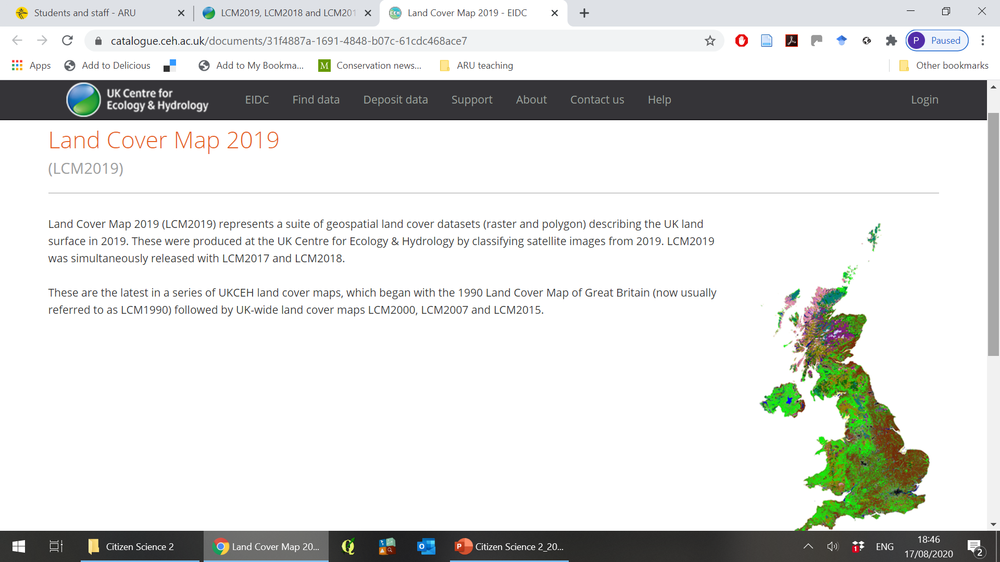 Students and staff - ARU
LCM2019, LCM2018 and LCM201
Land Cover Map 2019 - EIDC
catalogue.ceh.ac.uk/documents/31f4887a-1691-4848-b07c-61cdc468ace7
P Paused
Apps
Add to Delicious
Add to My Bookma...
M Conservation news...
ARU teaching
Other bookmarks
UK Centre for
Ecology & Hydrology
EIDC
Find data
Deposit data
Support
About
Contact us
Help
Login
Land Cover Map 2019
(LCM2019)
Land Cover Map 2019 (LCM2019) represents a suite of geospatial land cover datasets (raster and polygon) describing the UK land
surface in 2019. These were produced at the UK Centre for Ecology & Hydrology by classifying satellite images from 2019. LCM2019
was simultaneously released with LCM2017 and LCM2018.
These are the latest in a series of UKCEH land cover maps, which began with the 1990 Land Cover Map of Great Britain (now usually
referred to as LCM1990) followed by UK-wide land cover maps LCM2000, LCM2007 and LCM2015.
Citizen Science 2
Land Cover Map 20...
Citizen Science 2_20...
1
ENG
18:46
17/08/2020
2